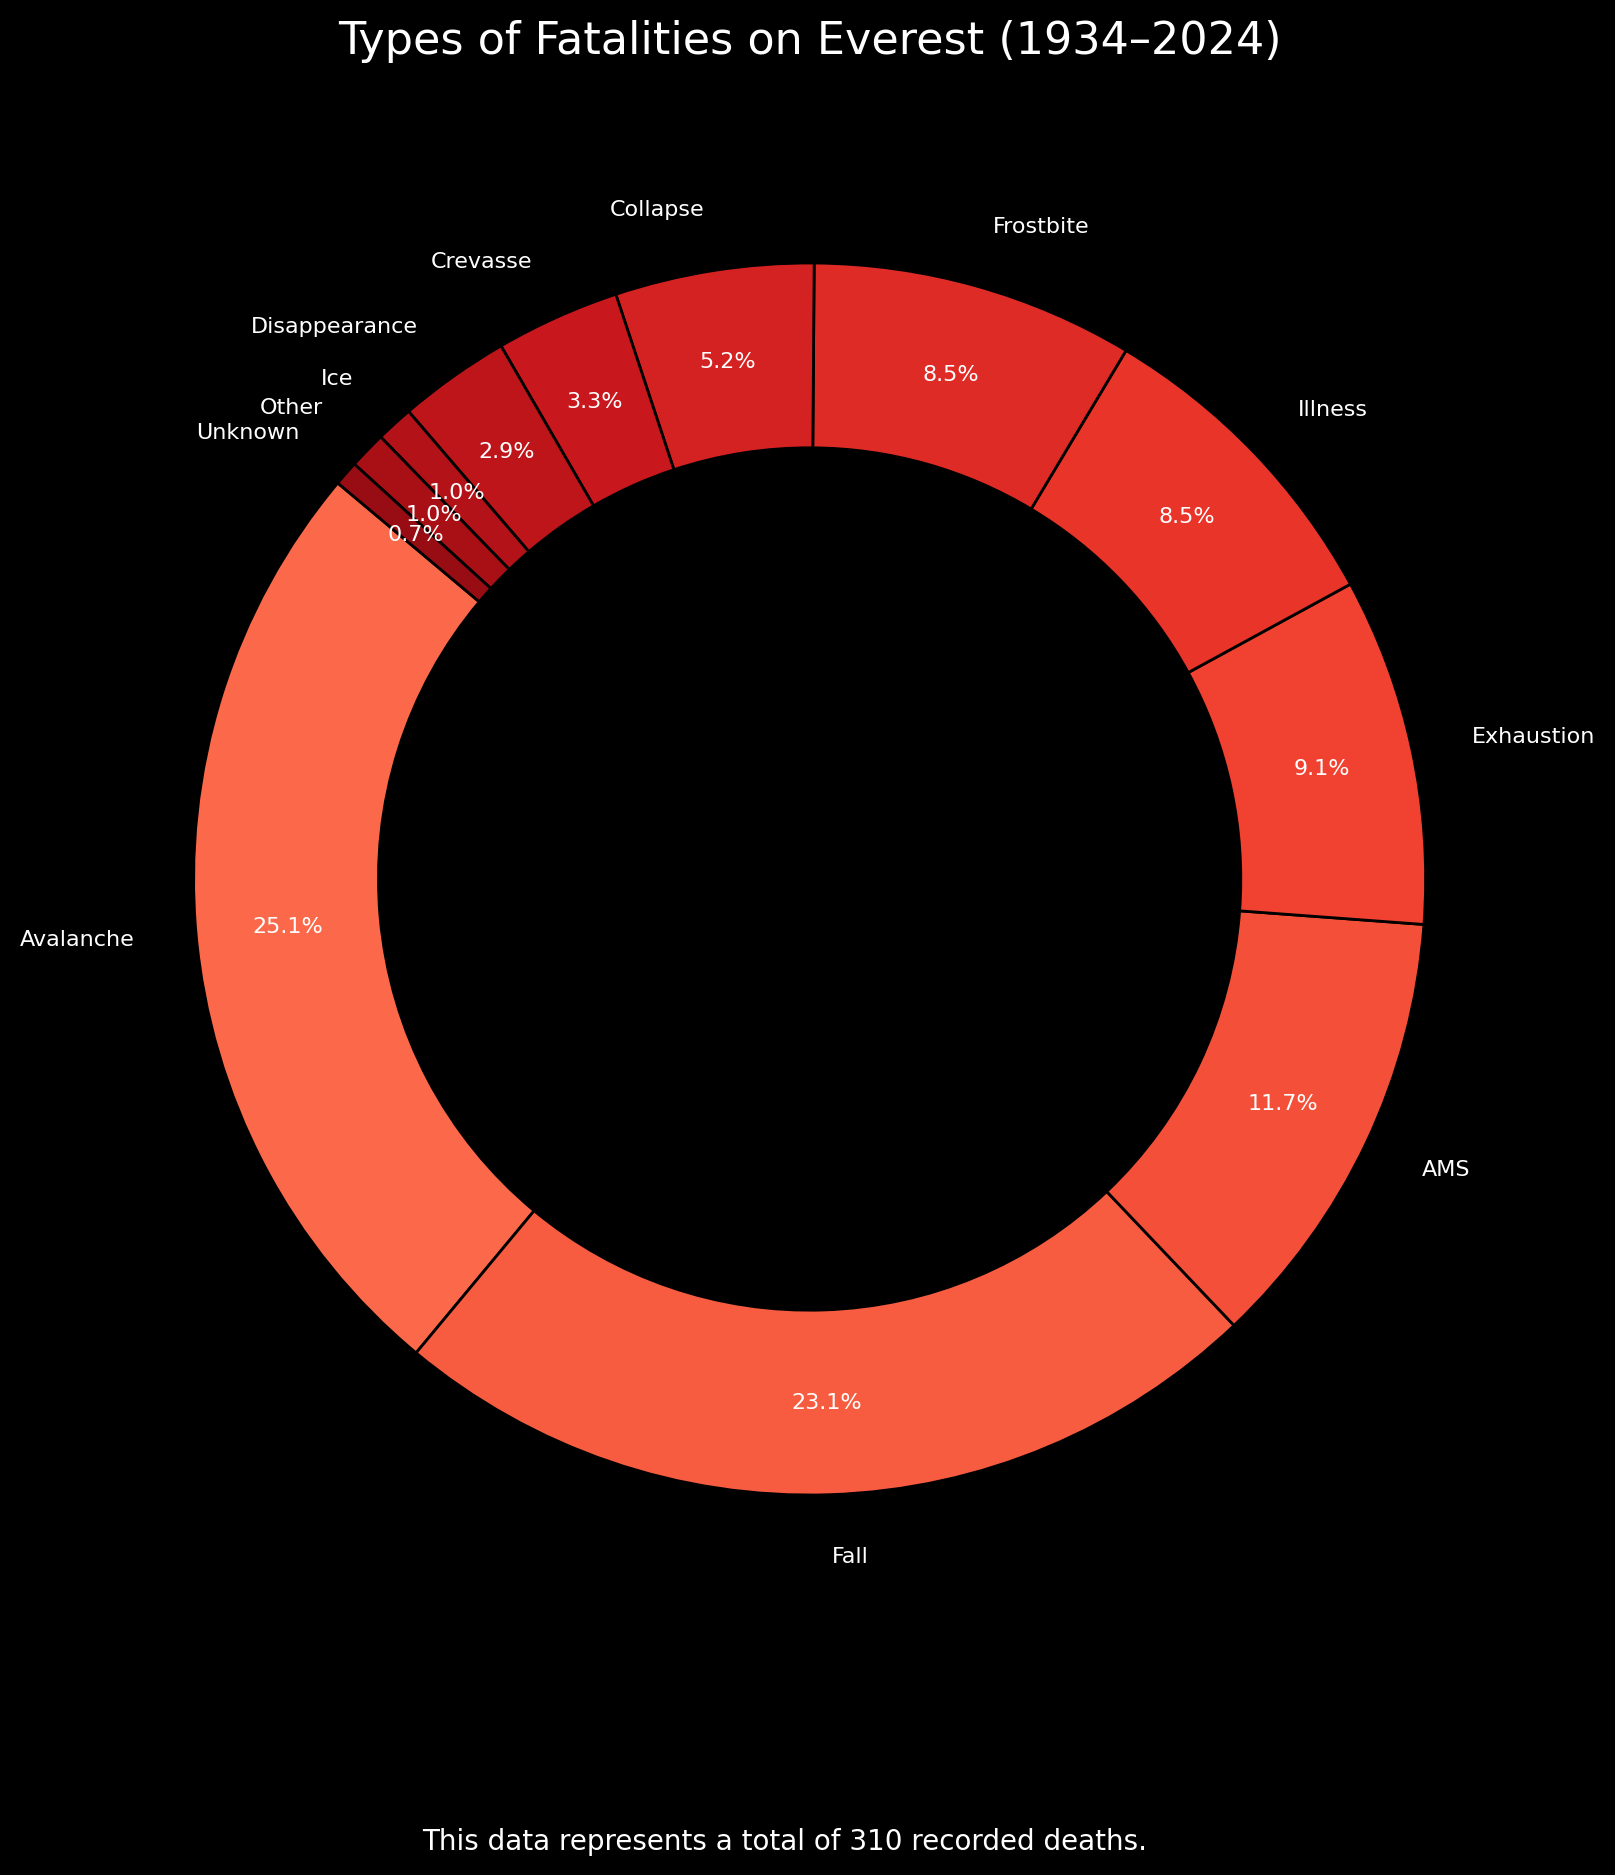 Types of Fatalities on Everest (1934–2024)
Collapse
Frostbite
Crevasse
Disappearance
Ice
Other
Unknown
Illness
5.2%
8.5%
3.3%
2.9%
1.0%
1.0%
0.7%
8.5%
Exhaustion
9.1%
25.1%
Avalanche
11.7%
AMS
23.1%
Fall
This data represents a total of 310 recorded deaths.